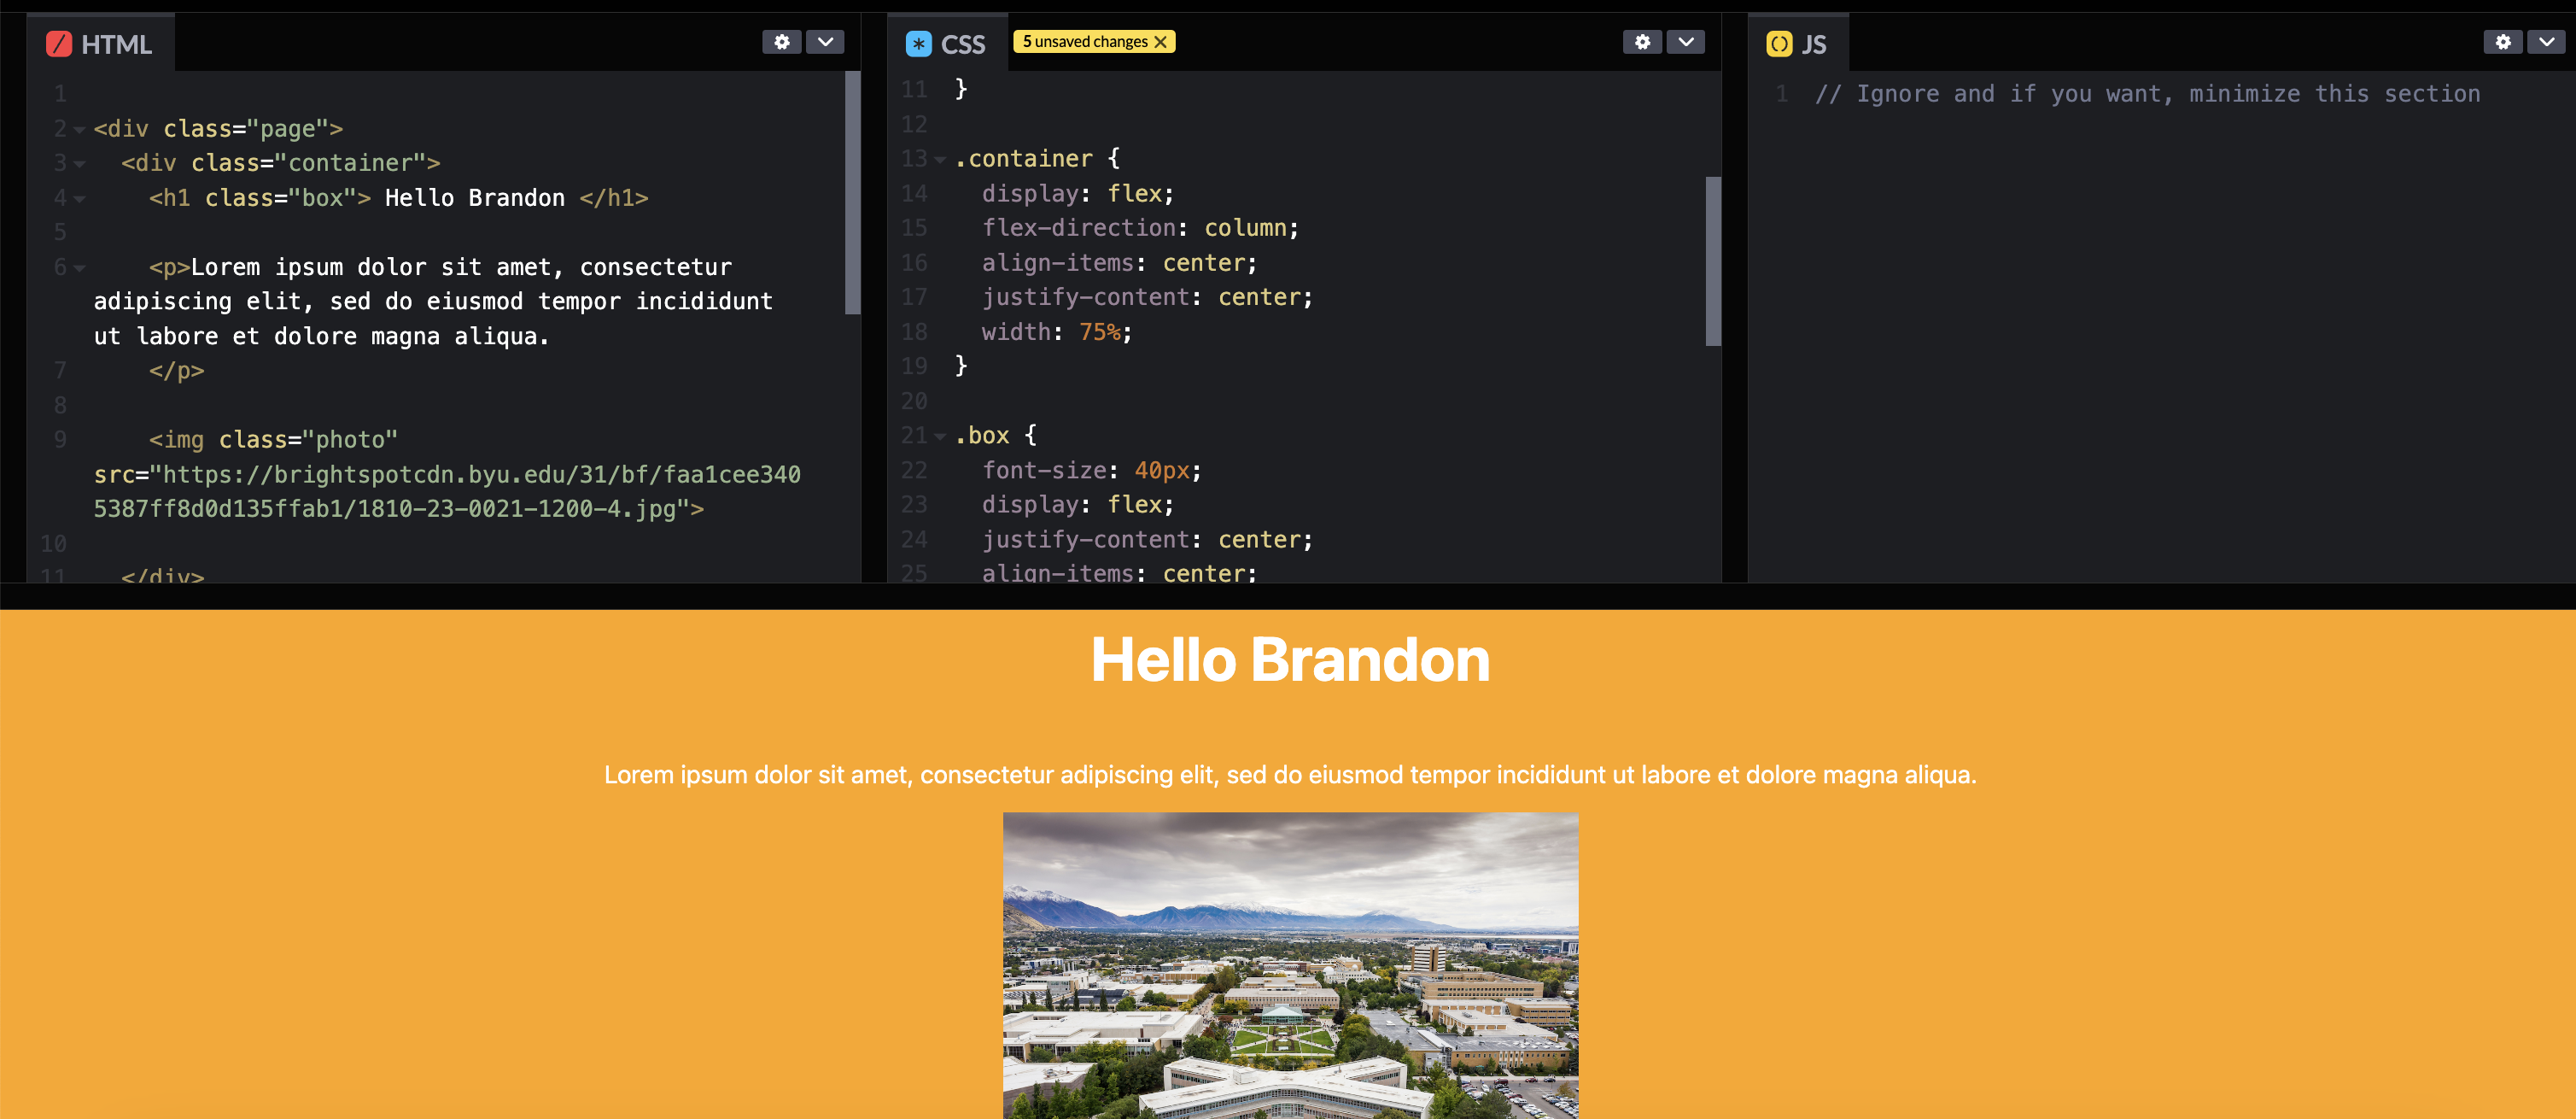 HTML
1
2 <div class="page">
3 <div class="container">
4 <h1 class="box"> Hello Brandon </h1>
5
6 <p>Lorem ipsum dolor sit amet, consectetur
adipiscing elit, sed do eiusmod tempor incididunt
ut labore et dolore magna aliqua.
7 </p>
8
9 <img class="photo"
src="https://brightspotcdn.byu.edu/31/bf/faa1cee340
5387ff8d0d135ffab1/1810-23-0021-1200-4.jpg">
10
11 </div>
CSS 5 unsaved changes
11 }
12
13 .container {
14 display: flex;
15 flex-direction: column;
16 align-items: center;
17 justify-content: center;
18 width: 75%;
19 }
20
21 .box {
22 font-size: 40px;
23 display: flex;
24 justify-content: center;
25 align-items: center;
JS
1 // Ignore and if you want, minimize this section
Hello Brandon
Lorem ipsum dolor sit amet, consectetur adipiscing elit, sed do eiusmod tempor incididunt ut labore et dolore magna aliqua.